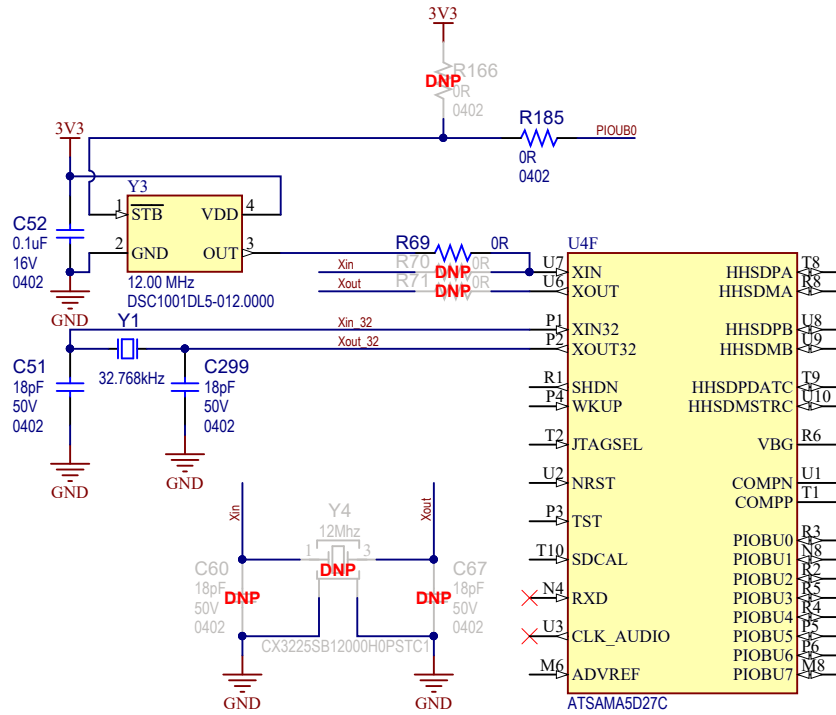 3V3
R166
DNP
0R
0402
R185
PIOUB0
0R
0402
3V3
Y3
1
STB
VDD
4
2
GND
OUT
3
C52
0.1uF
16V
0402
12.00 MHz
DSC1001DL5-012.0000
GND
R69
0R
Xin
R70
DNP
0R
Xout
R71
DNP
0R
Y1
Xin_32
Xout_32
32.768kHz
C51
18pF
50V
0402
C299
18pF
50V
0402
GND
GND
Xin
Xout
Y4
12Mhz
1
3
DNP
C60
18pF
DNP
50V
0402
C67
18pF
DNP
50V
0402
CX3225SB12000H0PSTC1
GND
GND
U4F
U7
XIN
HHSDPA
T8
U6
XOUT
HHSDMA
R8
P1
XIN32
HHSDPB
U8
P2
XOUT32
HHSDMB
U9
R1
SHDN
HHSDPDATC
T9
P4
WKUP
HHSDMSTRC
U10
T2
JTAGSEL
VBG
R6
U2
NRST
COMPN
U1
COMPP
T1
P3
TST
PIOBU0
R3
T10
SDCAL
PIOBU1
N8
PIOBU2
R2
N4
RXD
PIOBU3
R5
PIOBU4
R4
U3
CLK_AUDIO
PIOBU5
P5
PIOBU6
P6
M6
ADVREF
PIOBU7
M8
ATSAMA5D27C